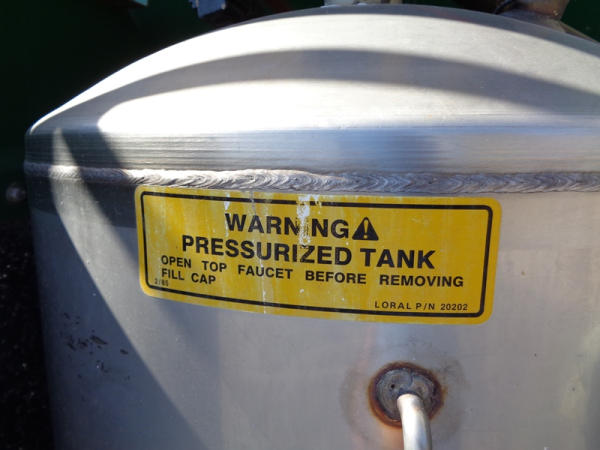 WARNING
PRESSURIZED TANK
OPEN TOP FAUCET BEFORE REMOVING
FILL CAP
2/85
LORAL P/N 20202